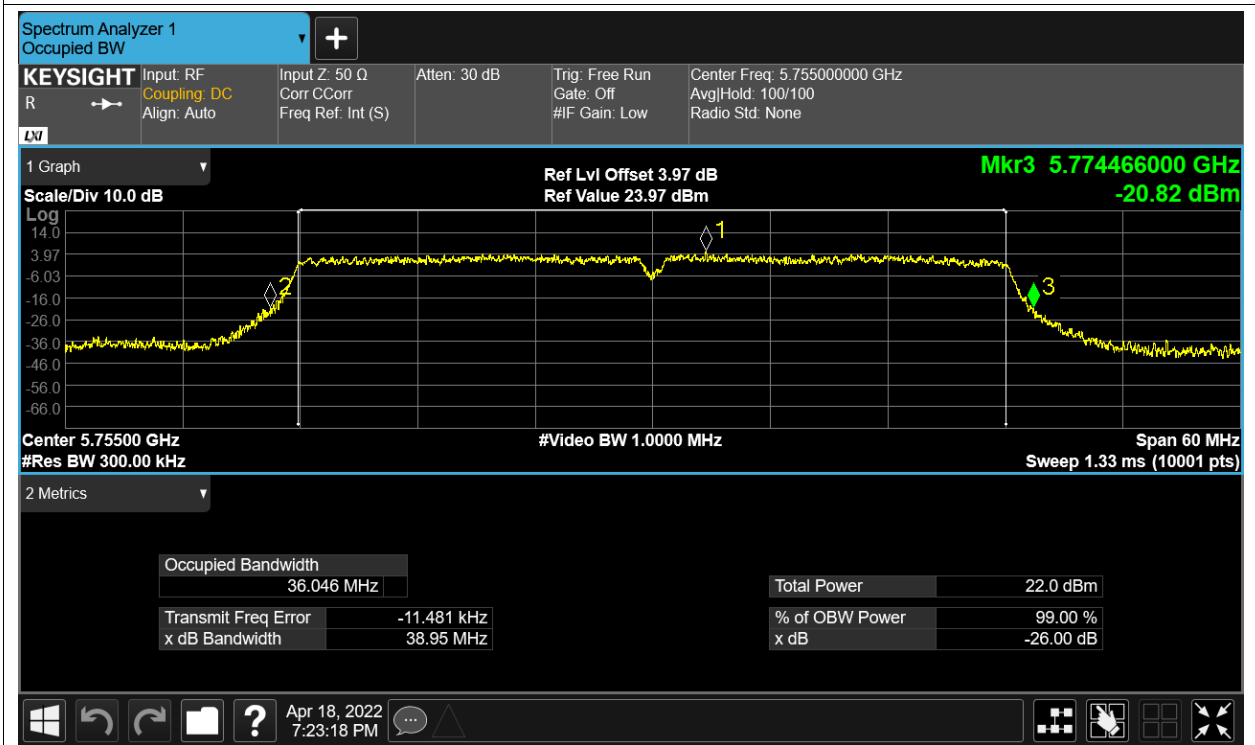 Spectrum Analyzer 1
Occupied BW
+
KEYSIGHT Input: RF Input Z: 50 Ω Atten: 30 dB Trig: Free Run Center Freq: 5.755000000 GHz
R Coupling: DC Corr CCorr Gate: Off Avg|Hold: 100/100
Align: Auto Freq Ref: Int (S) #IF Gain: Low Radio Std: None
LXI
1 Graph
Ref Lvl Offset 3.97 dB Mkr3 5.774466000 GHz
Scale/Div 10.0 dB Ref Value 23.97 dBm -20.82 dBm
Log
14.0
3.97
-6.03
-16.0
-26.0
-36.0
-46.0
-56.0
-66.0
1
2
3
Center 5.75500 GHz #Video BW 1.0000 MHz Span 60 MHz
#Res BW 300.00 kHz Sweep 1.33 ms (10001 pts)
2 Metrics
Occupied Bandwidth
36.046 MHz Total Power 22.0 dBm
Transmit Freq Error -11.481 kHz % of OBW Power 99.00 %
x dB Bandwidth 38.95 MHz x dB -26.00 dB
? Apr 18, 2022
7:23:18 PM